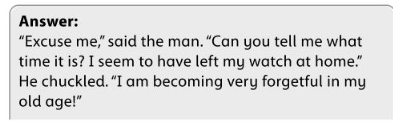 Answer:
“Excuse me,” said the man. “Can you tell me what
time it is? I seem to have left my watch at home.”
He chuckled. “I am becoming very forgetful in my
old age!”